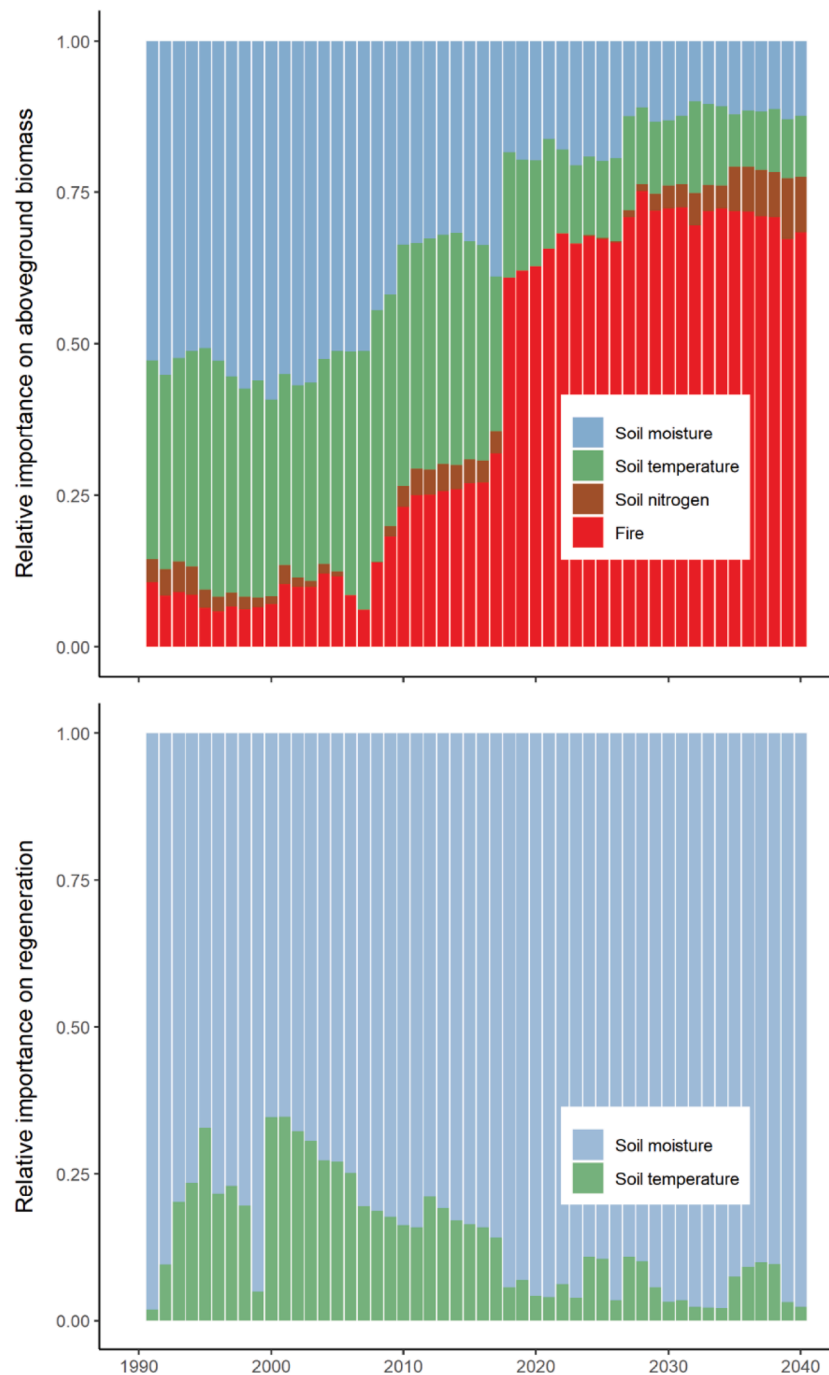 Relative importance on aboveground biomass
1.00
0.75
0.50
0.25
0.00
Soil moisture
Soil temperature
Soil nitrogen
Fire
Relative importance on regeneration
1.00
0.75
0.50
0.25
0.00
Soil moisture
Soil temperature
1990
2000
2010
2020
2030
2040